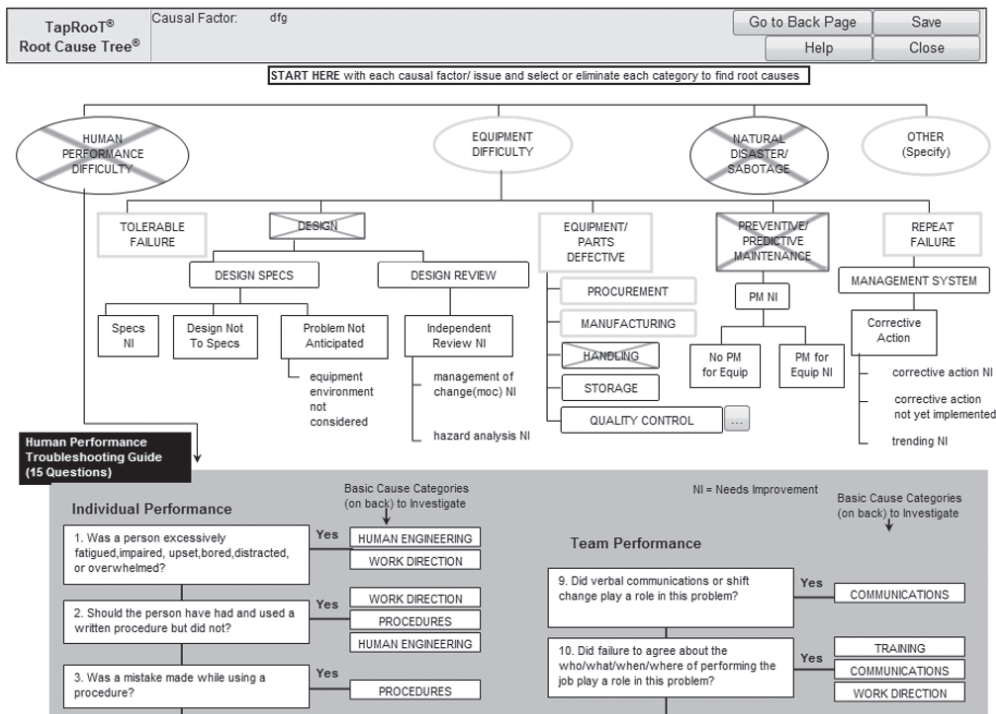 TapRooT®
Root Cause Tree®
Causal Factor: dfg
Go to Back Page
Save
Help
Close
START HERE with each causal factor/ issue and select or eliminate each category to find root causes
HUMAN
PERFORMANCE
DIFFICULTY
EQUIPMENT
DIFFICULTY
NATURAL
DISASTER/
SABOTAGE
OTHER
(Specify)
TOLERABLE
FAILURE
DESIGN
EQUIPMENT/
PARTS
DEFECTIVE
PREVENTIVE/
PREDICTIVE
MAINTENANCE
REPEAT
FAILURE
DESIGN SPECS
DESIGN REVIEW
PROCUREMENT
PM NI
MANAGEMENT SYSTEM
Specs
NI
Design Not
To Specs
Problem Not
Anticipated
Independent
Review NI
MANUFACTURING
HANDLING
STORAGE
QUALITY CONTROL
...
No PM
for Equip
PM for
Equip NI
Corrective
Action
equipment
environment
not
considered
management of
change(moc) NI
hazard analysis NI
corrective action NI
corrective action
not yet implemented
trending NI
Human Performance
Troubleshooting Guide
(15 Questions)
Individual Performance
Basic Cause Categories
(on back) to Investigate
NI = Needs Improvement
Basic Cause Categories
(on back) to Investigate
1. Was a person excessively
fatigued,impaired, upset,bored,distracted,
or overwhelmed?
Yes
HUMAN ENGINEERING
WORK DIRECTION
2. Should the person have had and used a
written procedure but did not?
Yes
WORK DIRECTION
PROCEDURES
HUMAN ENGINEERING
3. Was a mistake made while using a
procedure?
Yes
PROCEDURES
Team Performance
9. Did verbal communications or shift
change play a role in this problem?
Yes
COMMUNICATIONS
10. Did failure to agree about the
who/what/when/where of performing the
job play a role in this problem?
Yes
TRAINING
COMMUNICATIONS
WORK DIRECTION